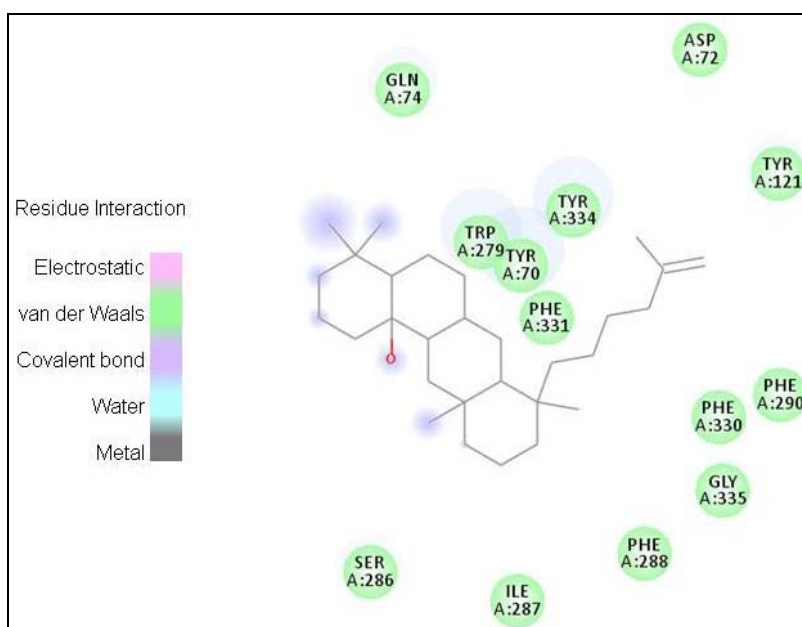 Residue Interaction
Electrostatic
van der Waals
Covalent bond
Water
Metal
ASP
A:72
GLN
A:74
TYR
A:121
TYR
A:334
TRP
A:279
TYR
A:70
PHE
A:331
PHE
A:290
PHE
A:330
GLY
A:335
PHE
A:288
SER
A:286
ILE
A:287
O